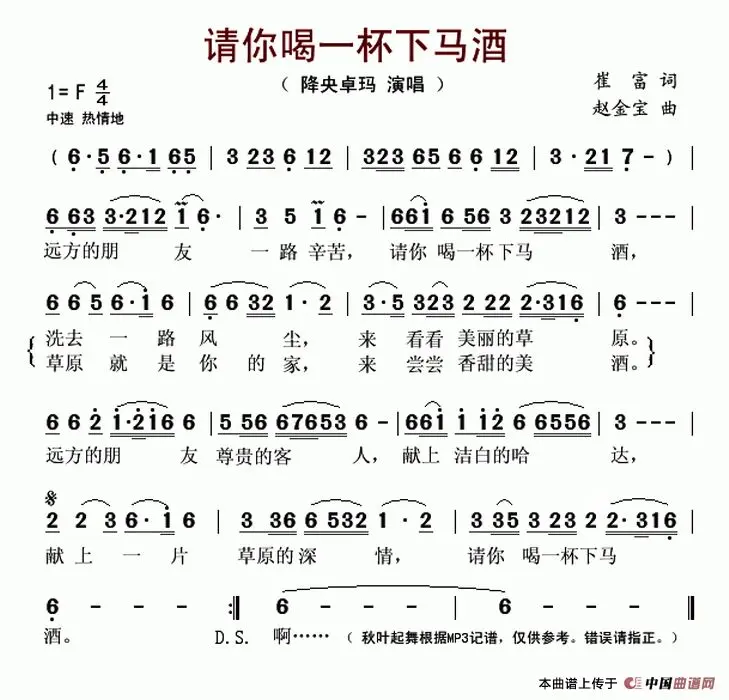 请你喝一杯下马酒
（ 降央卓玛 演唱 ）
1= F 4/4
崔 富 词
中速 热情地
赵金宝 曲
( 6·5 6·1 65 | 3 23 6 12 | 323 65 6 6 12 | 3· 21 7 - ) |
6 63 3·212 1 6· | 3 5 1 6 - | 661 6 56 3 23212 | 3 - - - |
远方的朋 友 一路辛苦， 请你 喝一杯下马 酒，
6 6 5 6·1 6 | 6 6 32 1·2 | 3·5 323 2 22 2·316 | 6 - - - |
洗去 一 路 风 尘， 来 看看 美丽的草 原。
草原 就 是 你 的 家， 来 尝尝 香甜的美 酒。
6 6 2 1·216 6 | 5 56 67653 6 - | 661 1 12 6 6556 | 3 - - - |
远方的朋 友 尊贵的客 人， 献上 洁白的哈 达，
2 2 3 6·1 6 | 3 36 6 532 1 · 2 | 3 35 3 23 2 2·316 |
献 上 一 片 草原的深 情， 请你 喝一杯下马
6 - - - :|| 6 - - - 6 - - - ||
酒。 D.S. 啊…… （ 秋叶起舞根据MP3记谱，仅供参考。错误请指正。）
本曲谱上传于 中国曲谱网